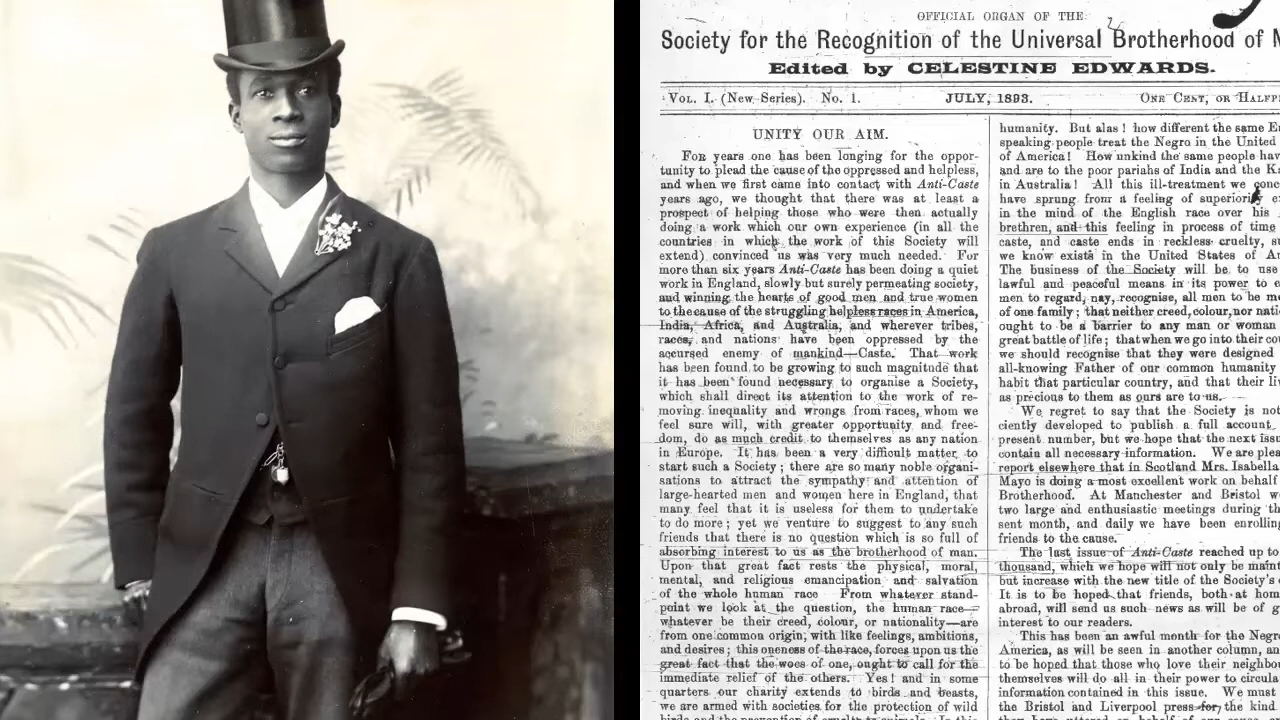 OFFICIAL ORGAN OF THE
Society for the Recognition of the Universal Brotherhood of
Edited by CELESTINE EDWARDS.
VOL. I. (New Series). No. 1.
JULY, 1893.
ONE CENT, OR
UNITY OUR AIM.
For years one has been longing for the oppor-
tunity to plead the cause of the oppressed and helpless,
and when we first came into contact with Anti-Caste
years ago, we thought that there was at least a
prospect of helping those who were then actually
doing a work which our own experience (in all the
countries in which the work of this Society will
extend) convinced us was very much needed. For
more than six years Anti-Caste has been doing a quiet
work in England, slowly but surely permeating society,
and winning the hearts of good men and true women
to the cause of the struggling helpless races in America,
India, Africa, and Australia, and wherever tribes,
races, and nations have been oppressed by the
accursed enemy of mankind—Caste. That work
has been found to be growing to such magnitude that
it has been found necessary to organise a Society,
which shall direct its attention to the work of re-
moving inequality and wrongs from races, whom we
feel sure will, with greater opportunity and free-
dom, do as much credit to themselves as any nation
in Europe. It has been a very difficult matter to
start such a Society; there are so many noble organi-
sations to attract the sympathy and attention of
large-hearted men and women here in England, that
many feel that it is useless for them to undertake
to do more; yet we venture to suggest to any such
friends that there is no question which is so full of
absorbing interest to us as the brotherhood of man.
Upon that great fact rests the physical, moral,
mental, and religious emancipation and salvation
of the whole human race From whatever stand-
point we look at the question, the human race—
whatever be their creed, colour, or nationality—are
from one common origin, with like feelings, ambitions,
and desires; this oneness of the race, forces upon us the
great fact that the woes of one, ought to call for the
immediate relief of the others. Yes! and in some
quarters our charity extends to birds and beasts,
we are armed with societies for the protection of wild
birds and the prevention of cruelty to animals. In this
humanity. But alas! how different the same
speaking people treat the Negro in the United
of America! How unkind the same people
and are to the poor pariahs of India and the
in Australia! All this ill-treatment we
have sprung from a feeling of superiority
in the mind of the English race over his
brethren, and this feeling in process of time
caste, and caste ends in reckless cruelty,
we know exists in the United States of
The business of the Society will be to use
lawful and peaceful means in its power to
men to regard, nay, recognise, all men to be
of one family; that neither creed, colour, nor
ought to be a barrier to any man or woman
great battle of life; that when we go into their
we should recognise that they were designed
all-knowing Father of our common humanity
habit that particular country, and that their
as precious to them as ours are to us.
We regret to say that the Society is not
ciently developed to publish a full account
present number, but we hope that the next
contain all necessary information. We are
report elsewhere that in Scotland Mrs. Isabella
Mayo is doing a most excellent work on behalf
Brotherhood. At Manchester and Bristol
two large and enthusiastic meetings during
sent month, and daily we have been
friends to the cause.
The last issue of Anti-Caste reached up to
thousand, which we hope will not only be
but increase with the new title of the Society's
It is to be hoped that friends, both at
abroad, will send us such news as will be of
interest to our readers.
This has been an awful month for the
America, as will be seen in another column,
to be hoped that those who love their
themselves will do all in their power to
information contained in this issue. We must
the Bristol and Liverpool press for the kind